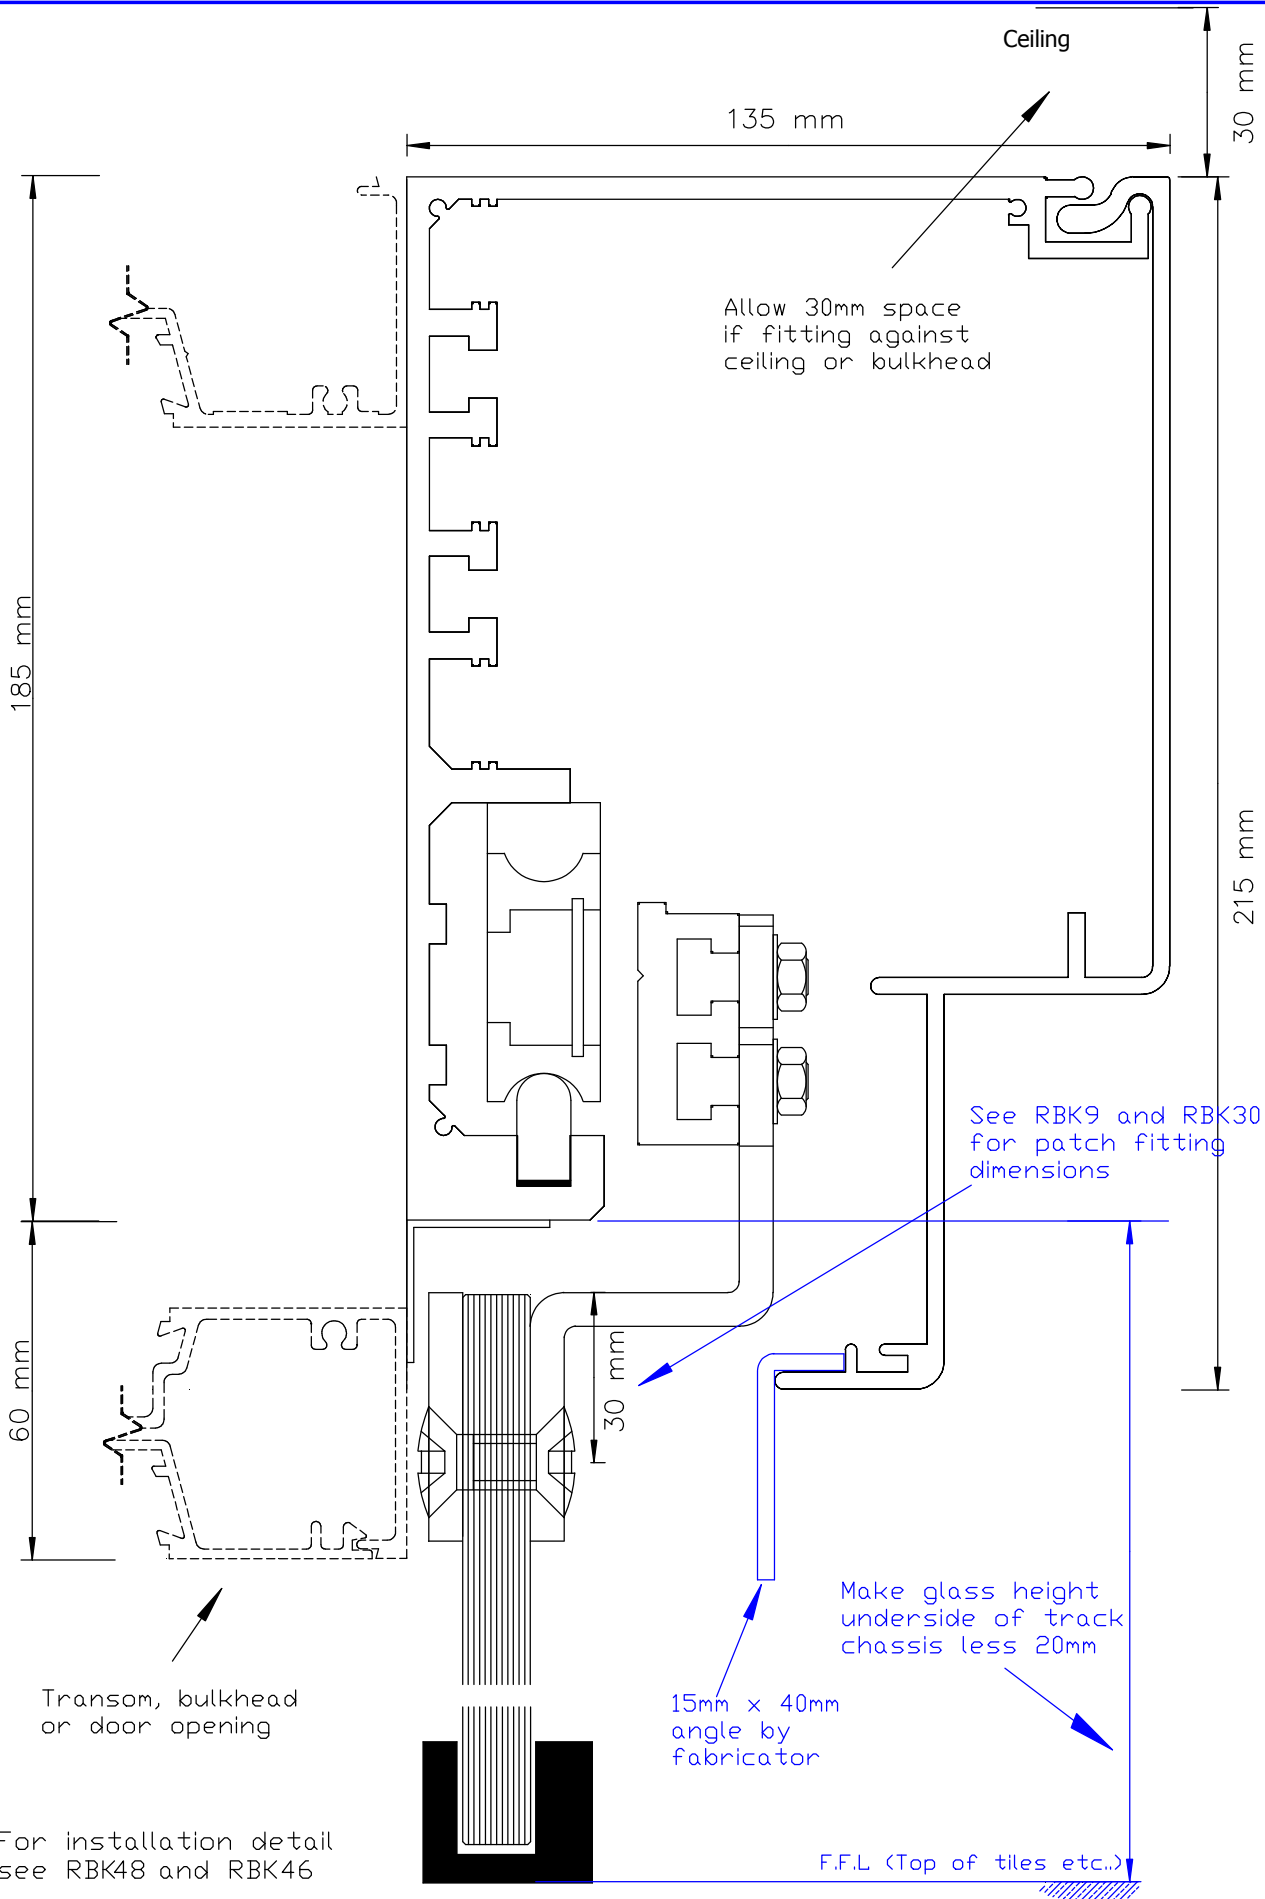 Ceiling
30 mm
135 mm
Allow 30mm space
if fitting against
ceiling or bulkhead
185 mm
215 mm
See RBK9 and RBK30
for patch fitting
dimensions
60 mm
30 mm
Make glass height
underside of track
chassis less 20mm
Transom, bulkhead
or door opening
15mm x 40mm
angle by
fabricator
For installation detail
see RBK48 and RBK46
F.F.L (Top of tiles etc..)